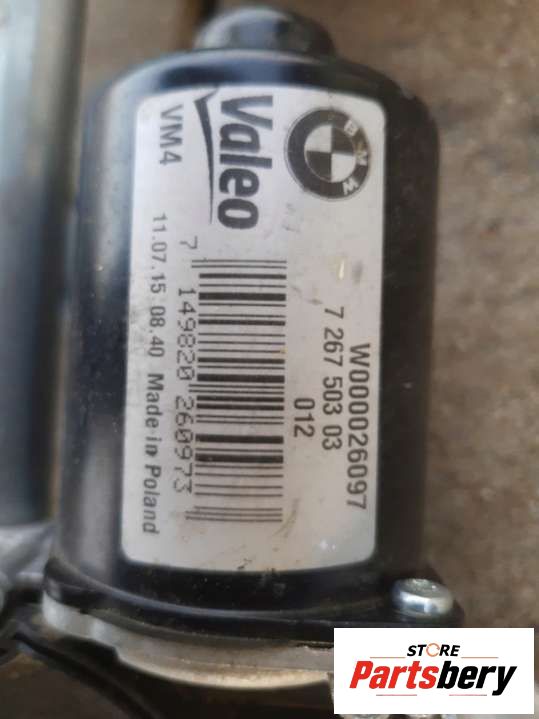 BMW
W000026097
7 267 503 03
012
Valeo
VM4
7 149820 260973
11.07.15 08.40 Made in Poland
STORE
Partsbery